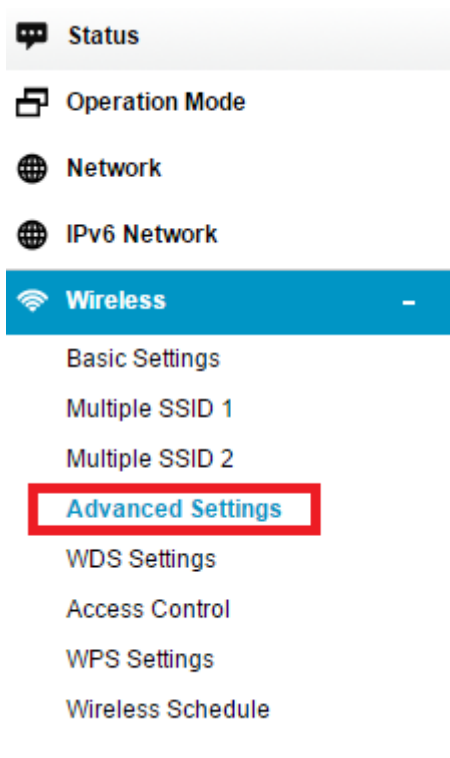 Status
Operation Mode
Network
IPv6 Network
Wireless –
Basic Settings
Multiple SSID 1
Multiple SSID 2
Advanced Settings
WDS Settings
Access Control
WPS Settings
Wireless Schedule